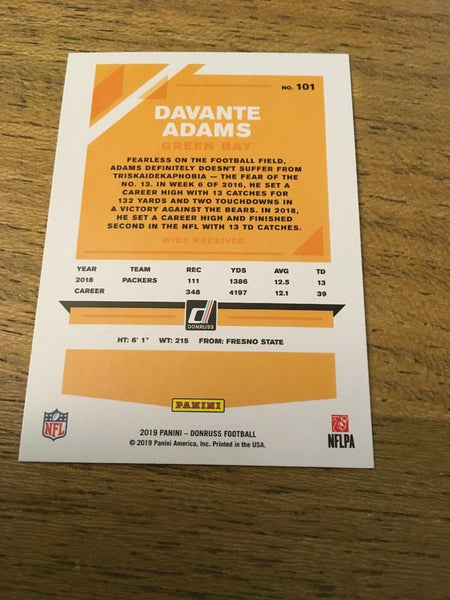 NO. 101
DAVANTE
ADAMS
GREEN BAY
FEARLESS ON THE FOOTBALL FIELD,
ADAMS DEFINITELY DOESN'T SUFFER FROM
TRISKAIDEKAPHOBIA — THE FEAR OF THE
NO. 13. IN WEEK 6 OF 2016, HE SET A
CAREER HIGH WITH 13 CATCHES FOR
132 YARDS AND TWO TOUCHDOWNS IN
A VICTORY AGAINST THE BEARS. IN 2018,
HE SET A CAREER HIGH AND FINISHED
SECOND IN THE NFL WITH 13 TD CATCHES.
WIDE RECEIVER
YEAR TEAM REC YDS AVG TD
2018 PACKERS 111 1386 12.5 13
CAREER 348 4197 12.1 39
D
DONRUSS
HT: 6' 1" WT: 215 FROM: FRESNO STATE
PANINI
2019 PANINI – DONRUSS FOOTBALL
© 2019 Panini America, Inc. Printed in the USA.
NFL
NFLPA